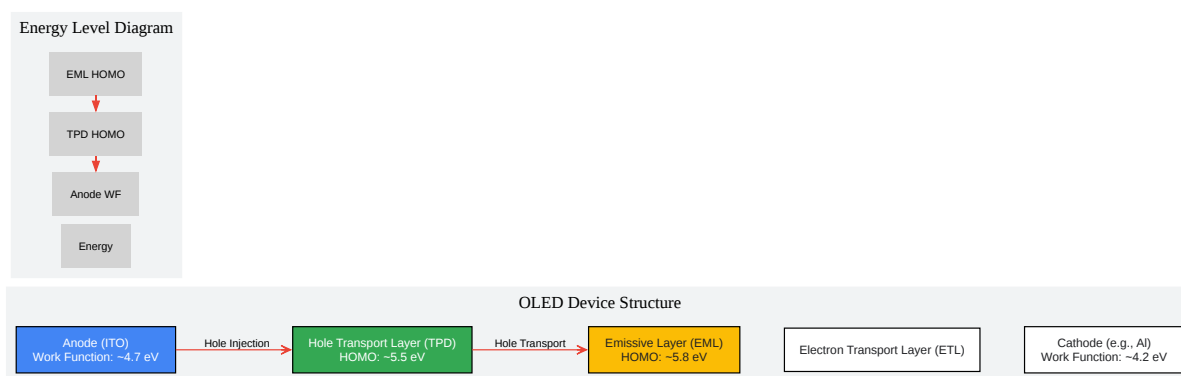 Energy Level Diagram
EML HOMO
TPD HOMO
Anode WF
Energy
OLED Device Structure
Anode (ITO)
Work Function: ~4.7 eV
Hole Injection
Hole Transport Layer (TPD)
HOMO: ~5.5 eV
Hole Transport
Emissive Layer (EML)
HOMO: ~5.8 eV
Electron Transport Layer (ETL)
Cathode (e.g., Al)
Work Function: ~4.2 eV